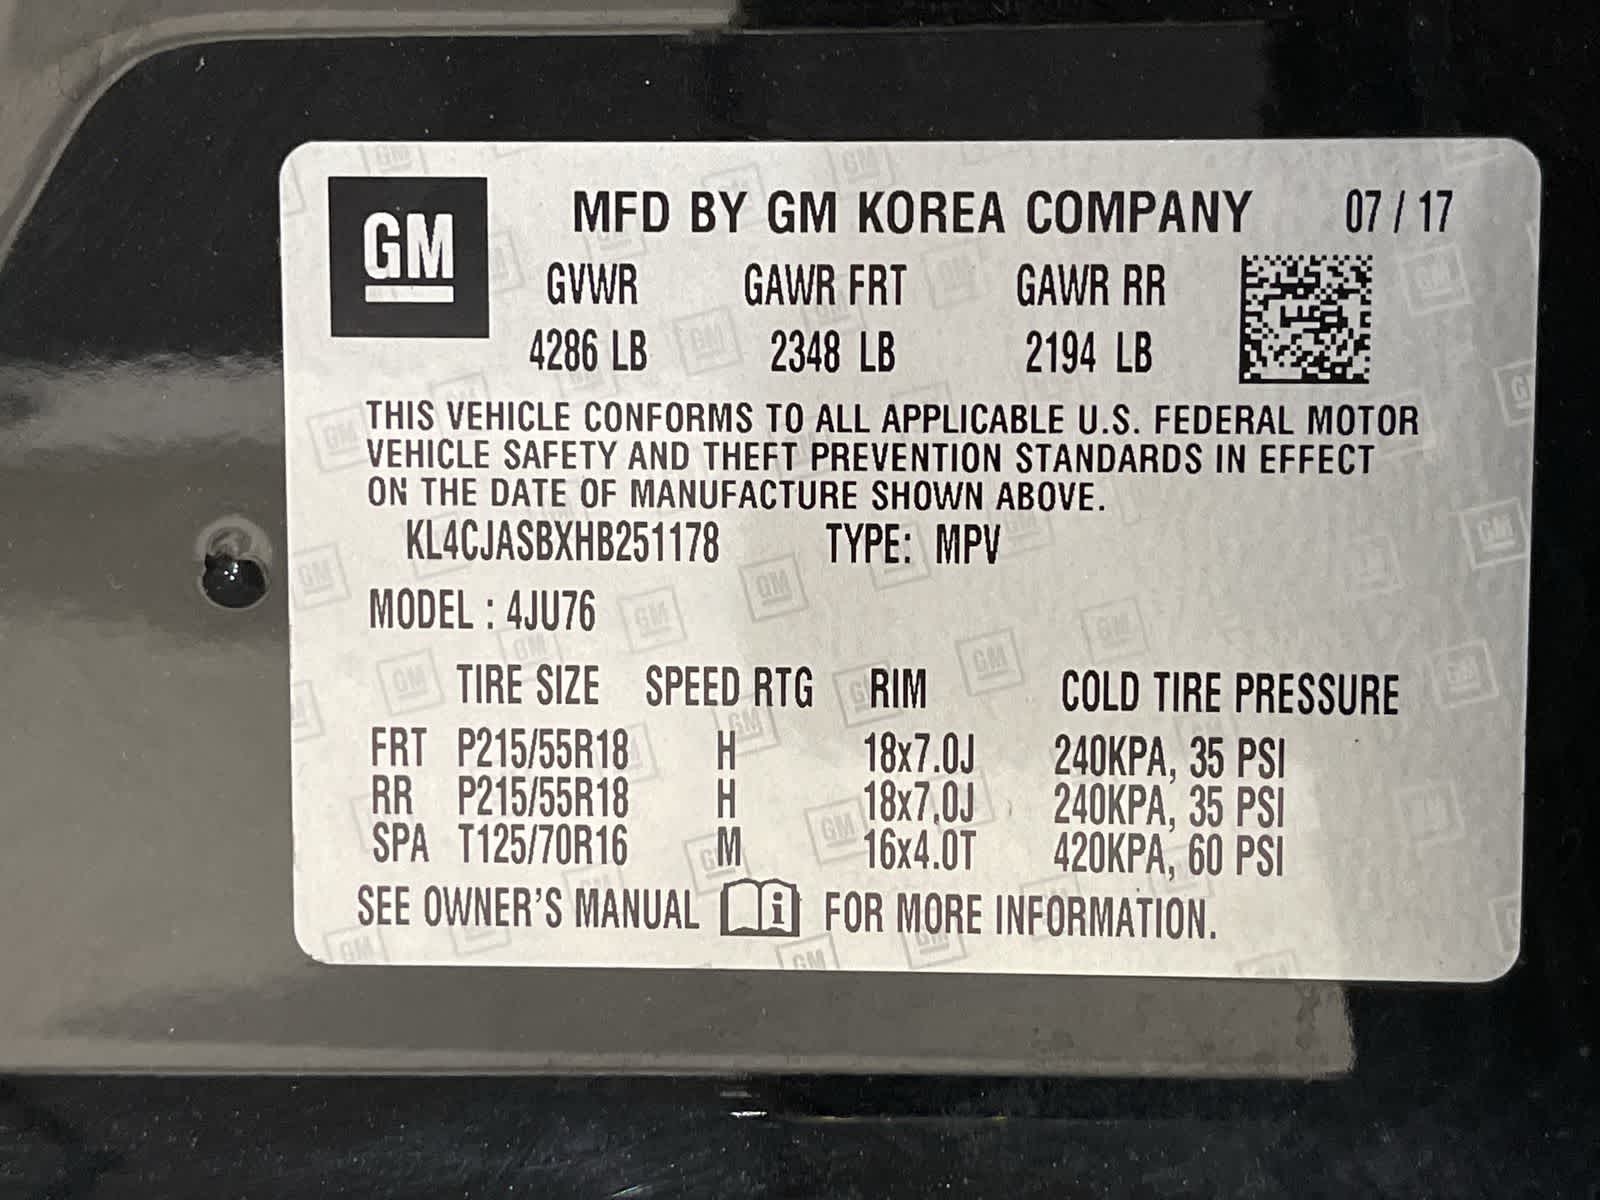 GM
MFD BY GM KOREA COMPANY 07 / 17
GVWR GAWR FRT GAWR RR
4286 LB 2348 LB 2194 LB
THIS VEHICLE CONFORMS TO ALL APPLICABLE U.S. FEDERAL MOTOR
VEHICLE SAFETY AND THEFT PREVENTION STANDARDS IN EFFECT
ON THE DATE OF MANUFACTURE SHOWN ABOVE.
KL4CJASBXHB251178 TYPE: MPV
MODEL : 4JU76
TIRE SIZE SPEED RTG RIM COLD TIRE PRESSURE
FRT P215/55R18 H 18x7.0J 240KPA, 35 PSI
RR P215/55R18 H 18x7.0J 240KPA, 35 PSI
SPA T125/70R16 M 16x4.0T 420KPA, 60 PSI
SEE OWNER'S MANUAL i FOR MORE INFORMATION.